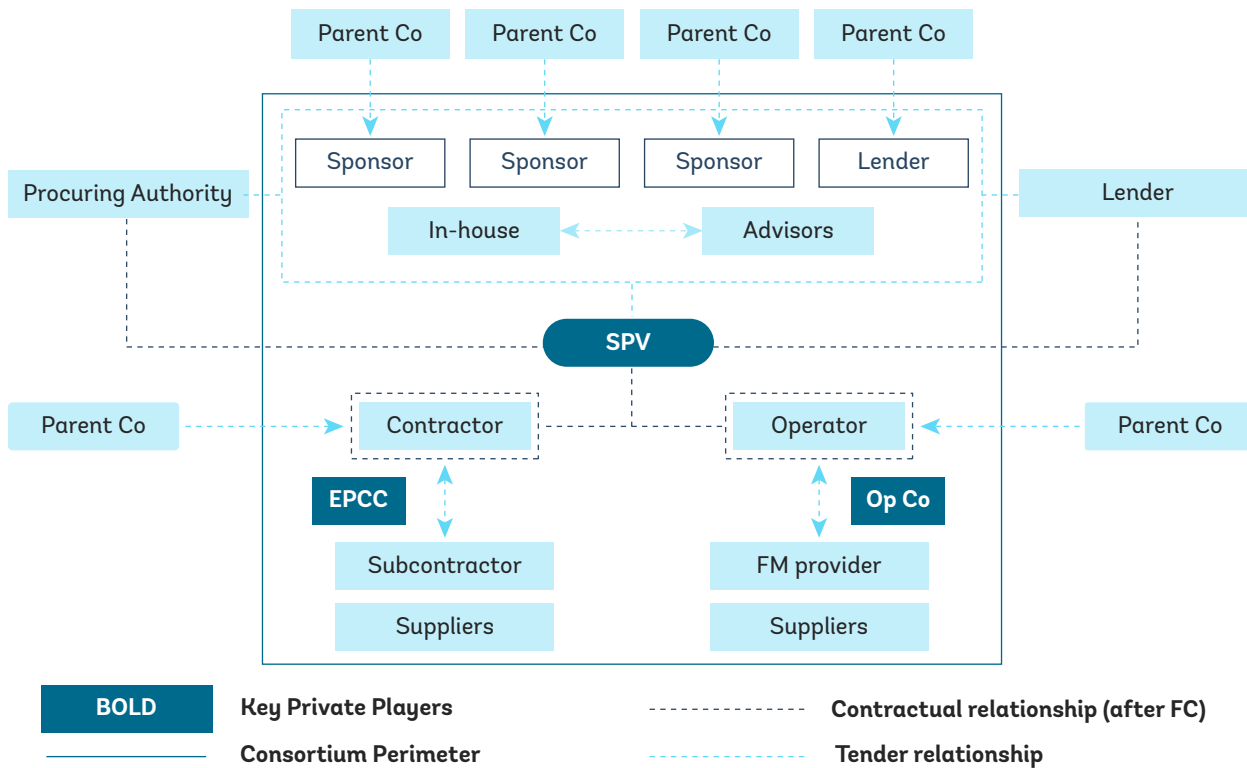 Parent Co
Parent Co
Parent Co
Parent Co
Sponsor
Sponsor
Sponsor
Lender
Procuring Authority
Lender
In-house
Advisors
SPV
Parent Co
Contractor
Operator
Parent Co
EPCC
Op Co
Subcontractor
FM provider
Suppliers
Suppliers
BOLD
Key Private Players
Contractual relationship (after FC)
Consortium Perimeter
Tender relationship